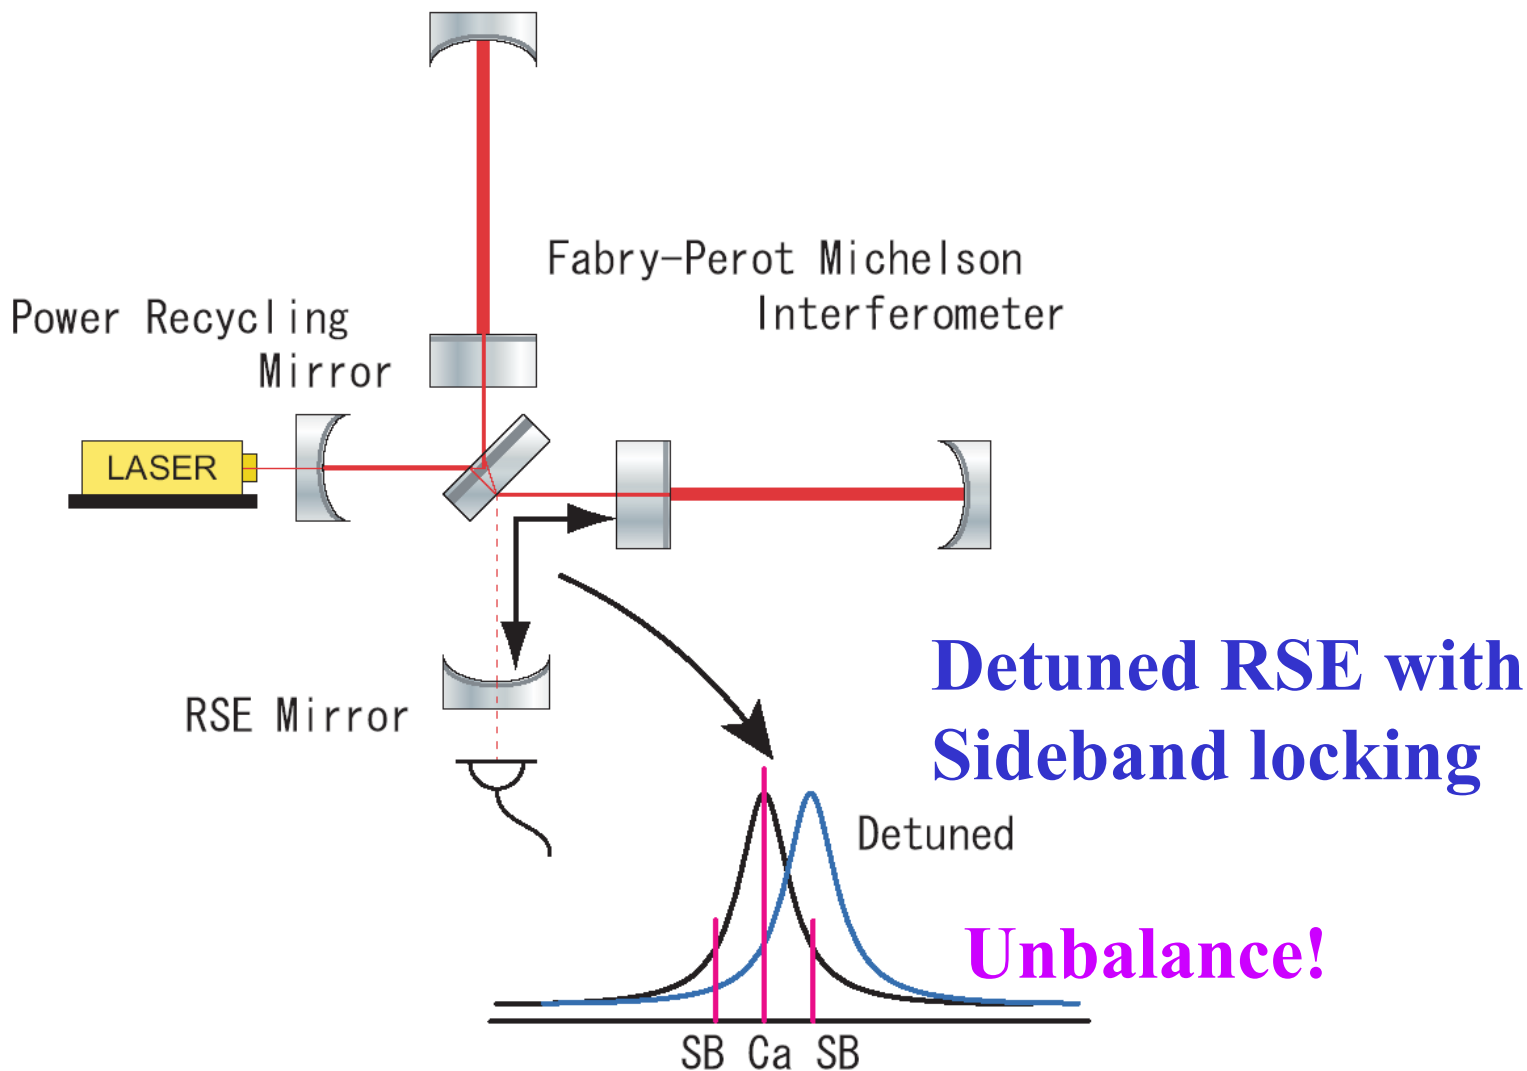 Fabry-Perot Michelson
Interferometer
Power Recycling
Mirror
LASER
RSE Mirror
Detuned RSE with
Sideband locking
Detuned
Unbalance!
SB Ca SB